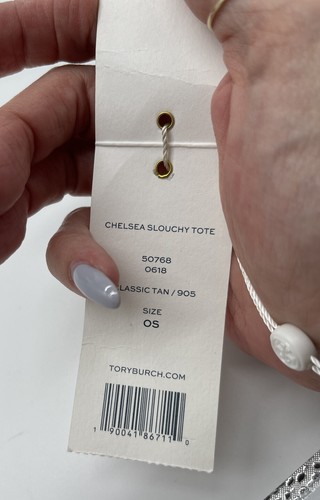 CHELSEA SLOUCHY TOTE
50768
0618
LASSIC TAN / 905
SIZE
OS
TORYBURCH.COM
1 90041 86711 0